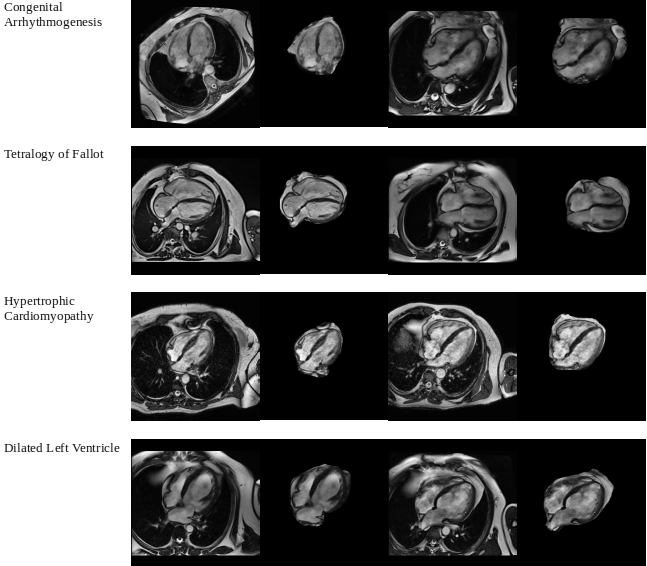 Congenital
Arrhythmogenesis
Tetralogy of Fallot
Hypertrophic
Cardiomyopathy
Dilated Left Ventricle